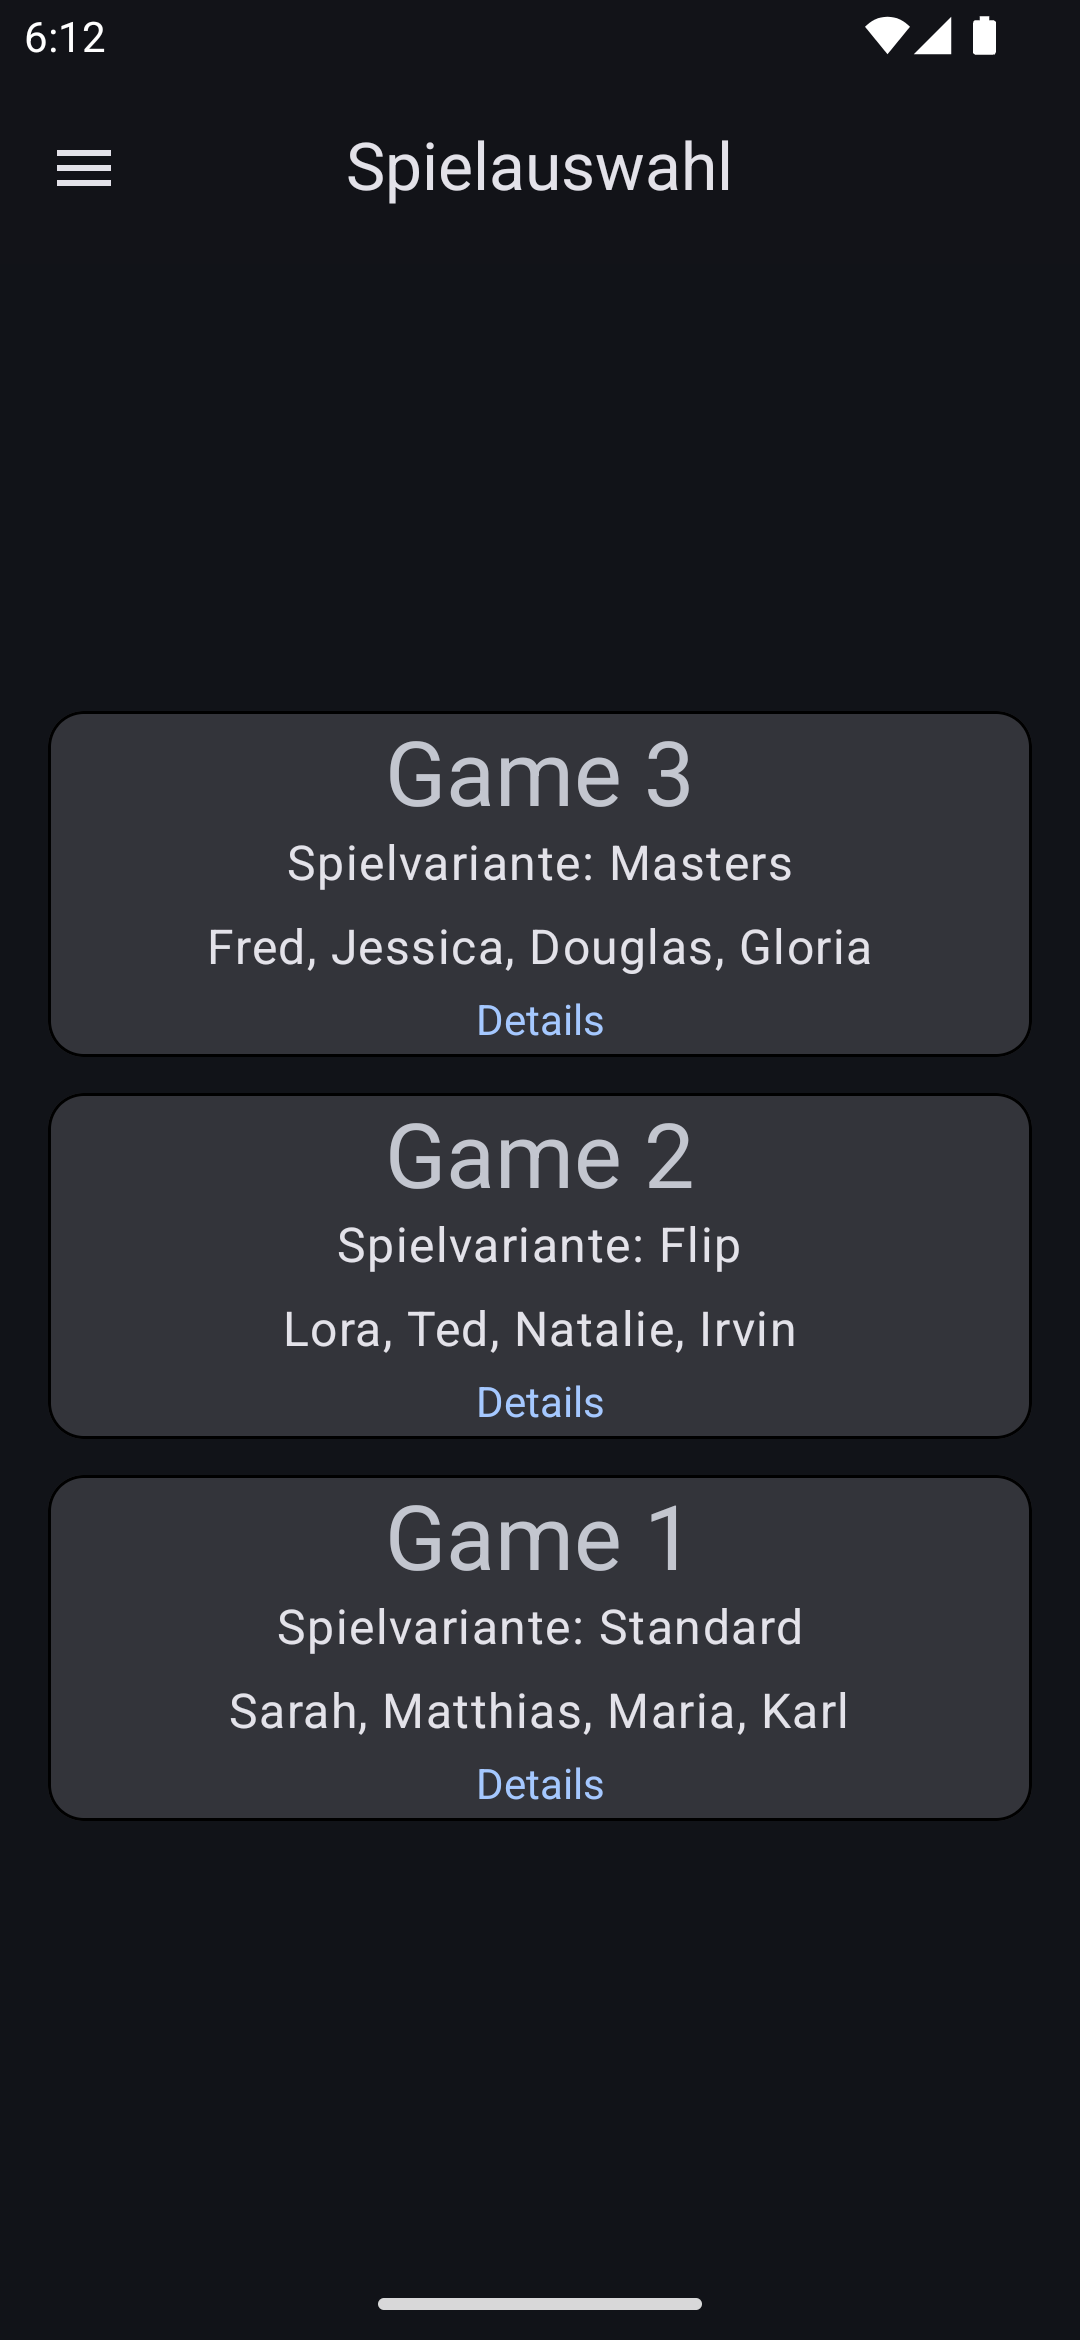 6:12
Spielauswahl
Game 3
Spielvariante: Masters
Fred, Jessica, Douglas, Gloria
Details
Game 2
Spielvariante: Flip
Lora, Ted, Natalie, Irvin
Details
Game 1
Spielvariante: Standard
Sarah, Matthias, Maria, Karl
Details